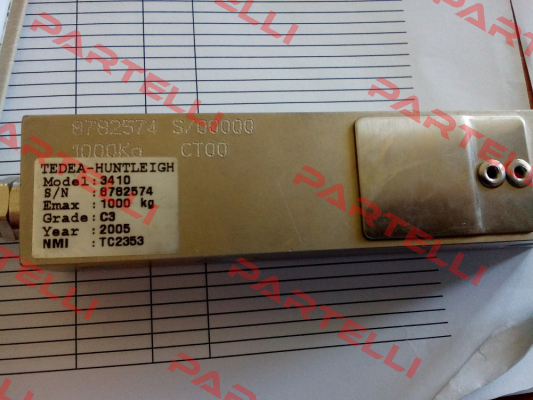 8782574 S/00000
1000Kg CT00
TEDEA-HUNTLEIGH
Model: 3410
S/N : 8782574
Emax : 1000 kg
Grade: C3
Year : 2005
NMI : TC2353
PARTELLI
PARTELLI
PARTELLI
PARTELLI
PARTELLI
PARTELLI
PARTELLI